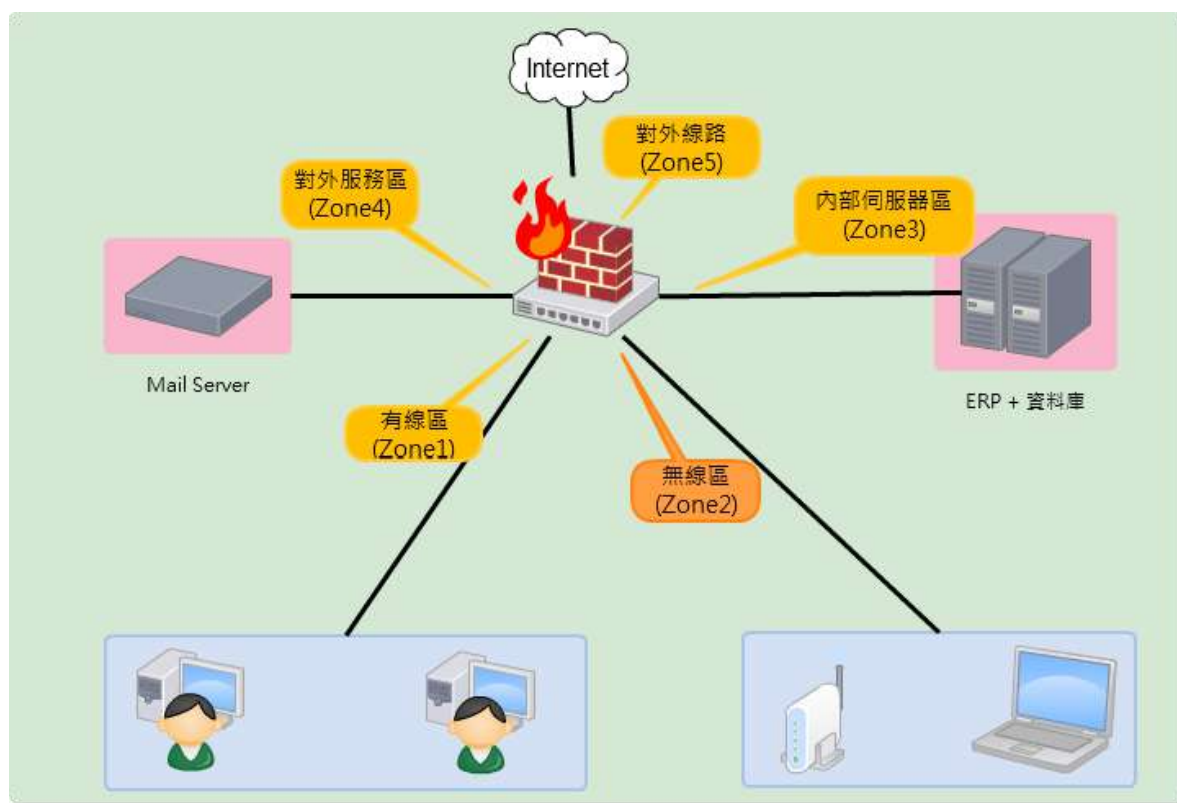 Internet
對外線路
(Zone5)
對外服務區
(Zone4)
內部伺服器區
(Zone3)
Mail Server
ERP + 資料庫
有線區
(Zone1)
無線區
(Zone2)